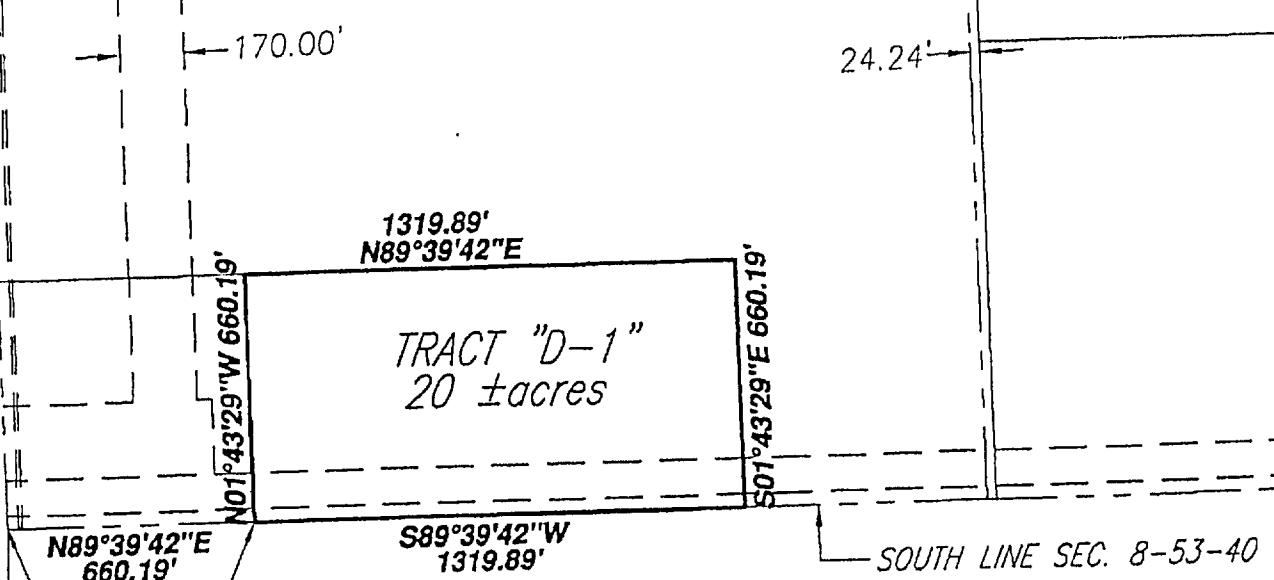 170.00'
24.24'
1319.89'
N89°39'42"E
N01°43'29"W 660.19'
TRACT "D-1"
20 ±acres
S01°43'29"E 660.19'
N89°39'42"E
660.19'
S89°39'42"W
1319.89'
SOUTH LINE SEC. 8-53-40